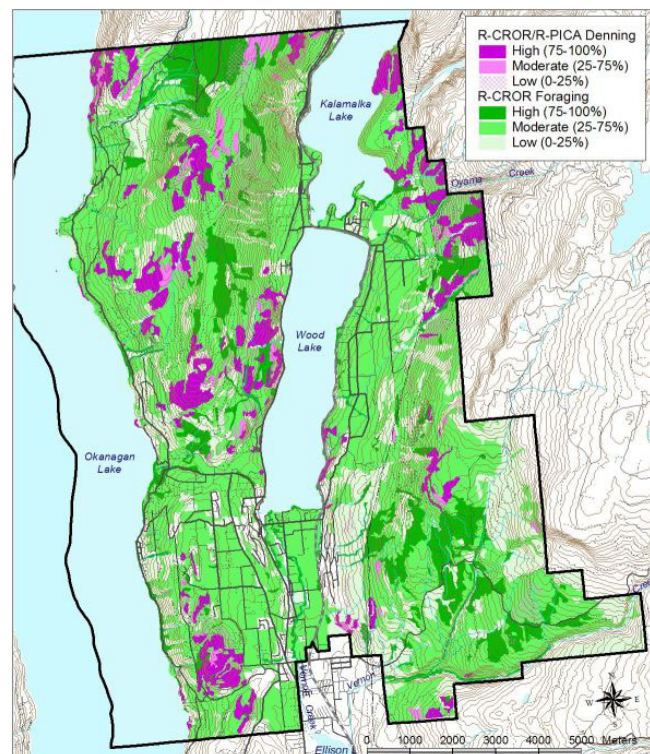 R-CROR/R-PICA Denning
High (75-100%)
Moderate (25-75%)
Low (0-25%)
R-CROR Foraging
High (75-100%)
Moderate (25-75%)
Low (0-25%)
Kalamalka
Lake
Oyama Creek
Wood
Lake
Okanagan
Lake
Creek
Vernon
N
W E
S
0 1000 2000 3000 4000 5000 Meters
Ellison L